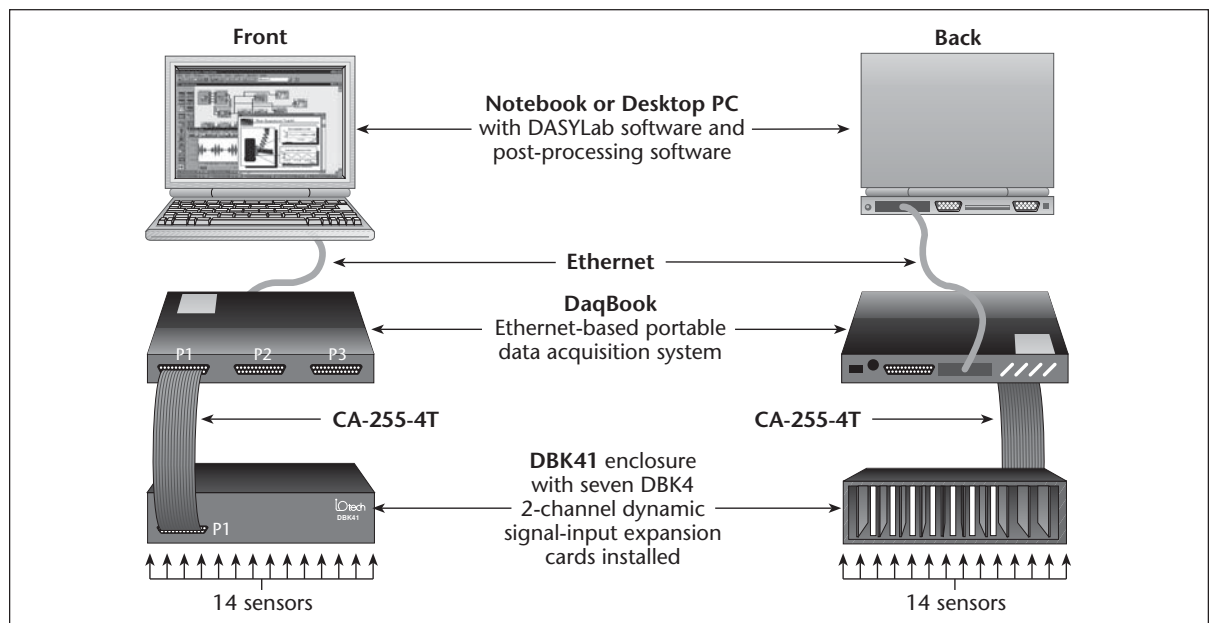 Front
Back
Notebook or Desktop PC
with DASYLab software and
post-processing software
Ethernet
DaqBook
Ethernet-based portable
data acquisition system
P1
P2
P3
CA-255-4T
CA-255-4T
DBK41 enclosure
with seven DBK4
2-channel dynamic
signal-input expansion
cards installed
iOtech
DBK41
P1
14 sensors
14 sensors